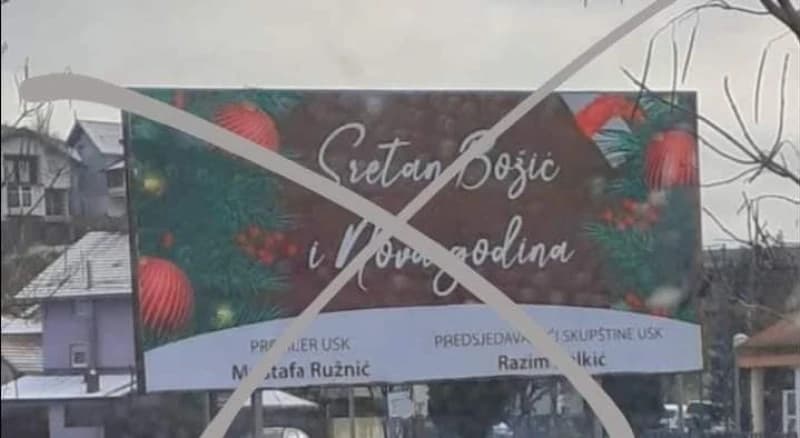 Sretan Božić
i Nova godina
PREMIJER USK
Mustafa Ružnić
PREDSJEDAVAJUĆI SKUPŠTINE USK
Razim